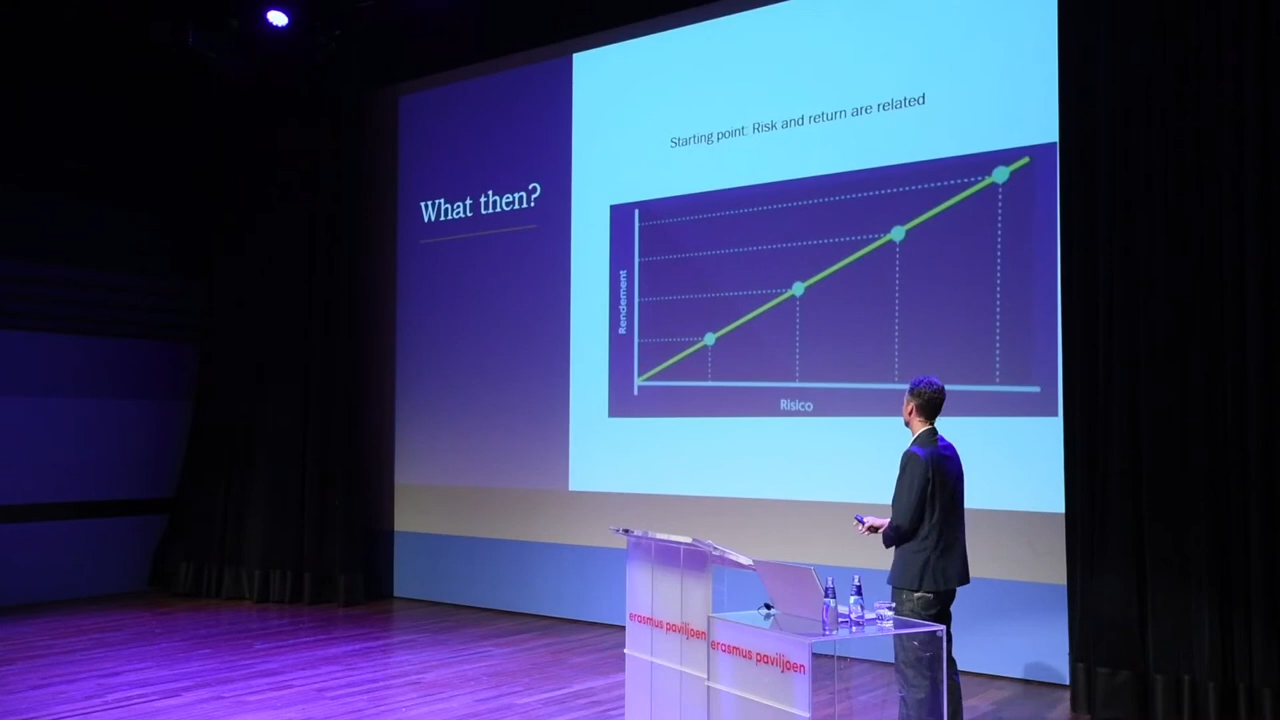 Starting point: Risk and return are related
What then?
Rendement
Risico
erasmus paviljoen
erasmus paviljoen